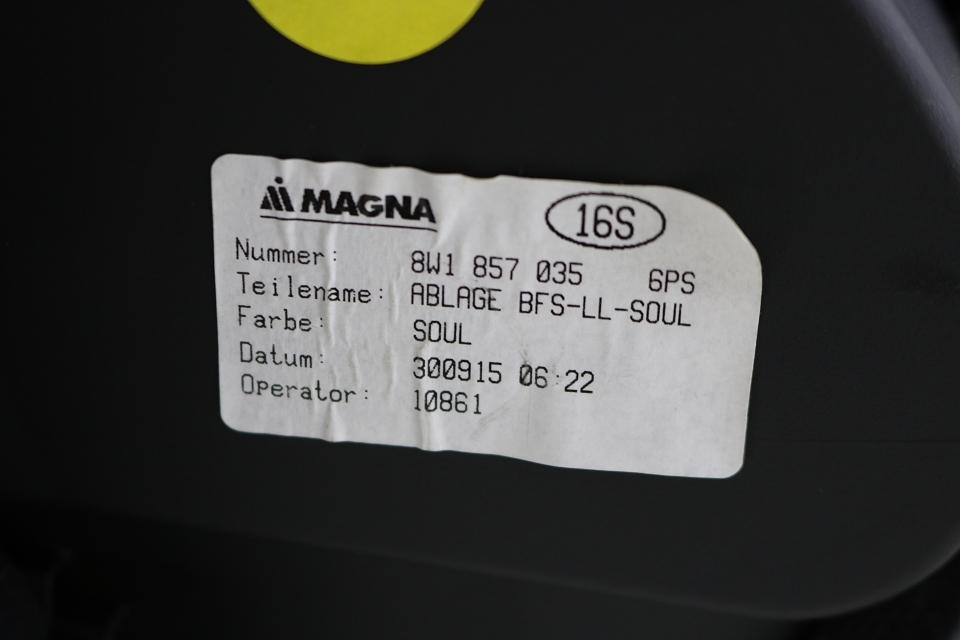 MAGNA
16S
Nummer: 8W1 857 035 6PS
Teilename: ABLAGE BFS-LL-SOUL
Farbe: SOUL
Datum: 300915 06:22
Operator: 10861